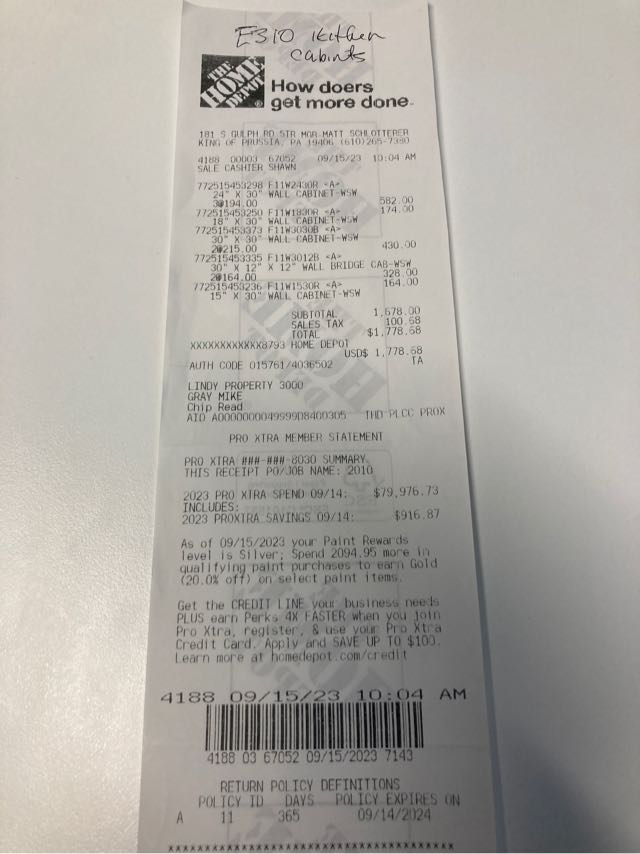 E310 Kitchen
Cabinets
THE
HOME
DEPOT
How doers
get more done.
181 S GULPH RD STR MGR MATT SCHLOTTERER
KING OF PRUSSIA, PA 19406 (610)265-7380
4188 00003 67052 09/15/23 10:04 AM
SALE CASHIER SHAWN
772515453298 F11W2430R <A>
24" X 30" WALL CABINET-WSW
3@194.00 582.00
772515453250 F11W1830R <A> 174.00
18" X 30" WALL CABINET-WSW
772515453373 F11W3030B <A>
30" X 30" WALL CABINET-WSW
2@215.00 430.00
772515453335 F11W3012B <A>
30" X 12" X 12" WALL BRIDGE CAB-WSW
2@164.00 328.00
772515453236 F11W1530R <A> 164.00
15" X 30" WALL CABINET-WSW
SUBTOTAL 1,678.00
SALES TAX 100.68
TOTAL $1,778.68
XXXXXXXXXXXX8793 HOME DEPOT
USD$ 1,778.68
AUTH CODE 015761/4036502 TA
LINDY PROPERTY 3000
GRAY MIKE
Chip Read
AID A0000000049999D8400305 THD PLCC PROX
PRO XTRA MEMBER STATEMENT
PRO XTRA ###-###-8030 SUMMARY
THIS RECEIPT PO/JOB NAME: 2010
2023 PRO XTRA SPEND 09/14: $79,976.73
INCLUDES:
2023 PROXTRA SAVINGS 09/14: $916.87
As of 09/15/2023 your Paint Rewards
level is Silver; Spend 2094.95 more in
qualifying paint purchases to earn Gold
(20.0% off) on select paint items.
Get the CREDIT LINE your business needs
PLUS earn Perks 4X FASTER when you join
Pro Xtra, register, & use your Pro Xtra
Credit Card. Apply and SAVE UP TO $100.
Learn more at homedepot.com/credit
4188 09/15/23 10:04 AM
4188 03 67052 09/15/2023 7143
RETURN POLICY DEFINITIONS
POLICY ID DAYS POLICY EXPIRES ON
A 11 365 09/14/2024